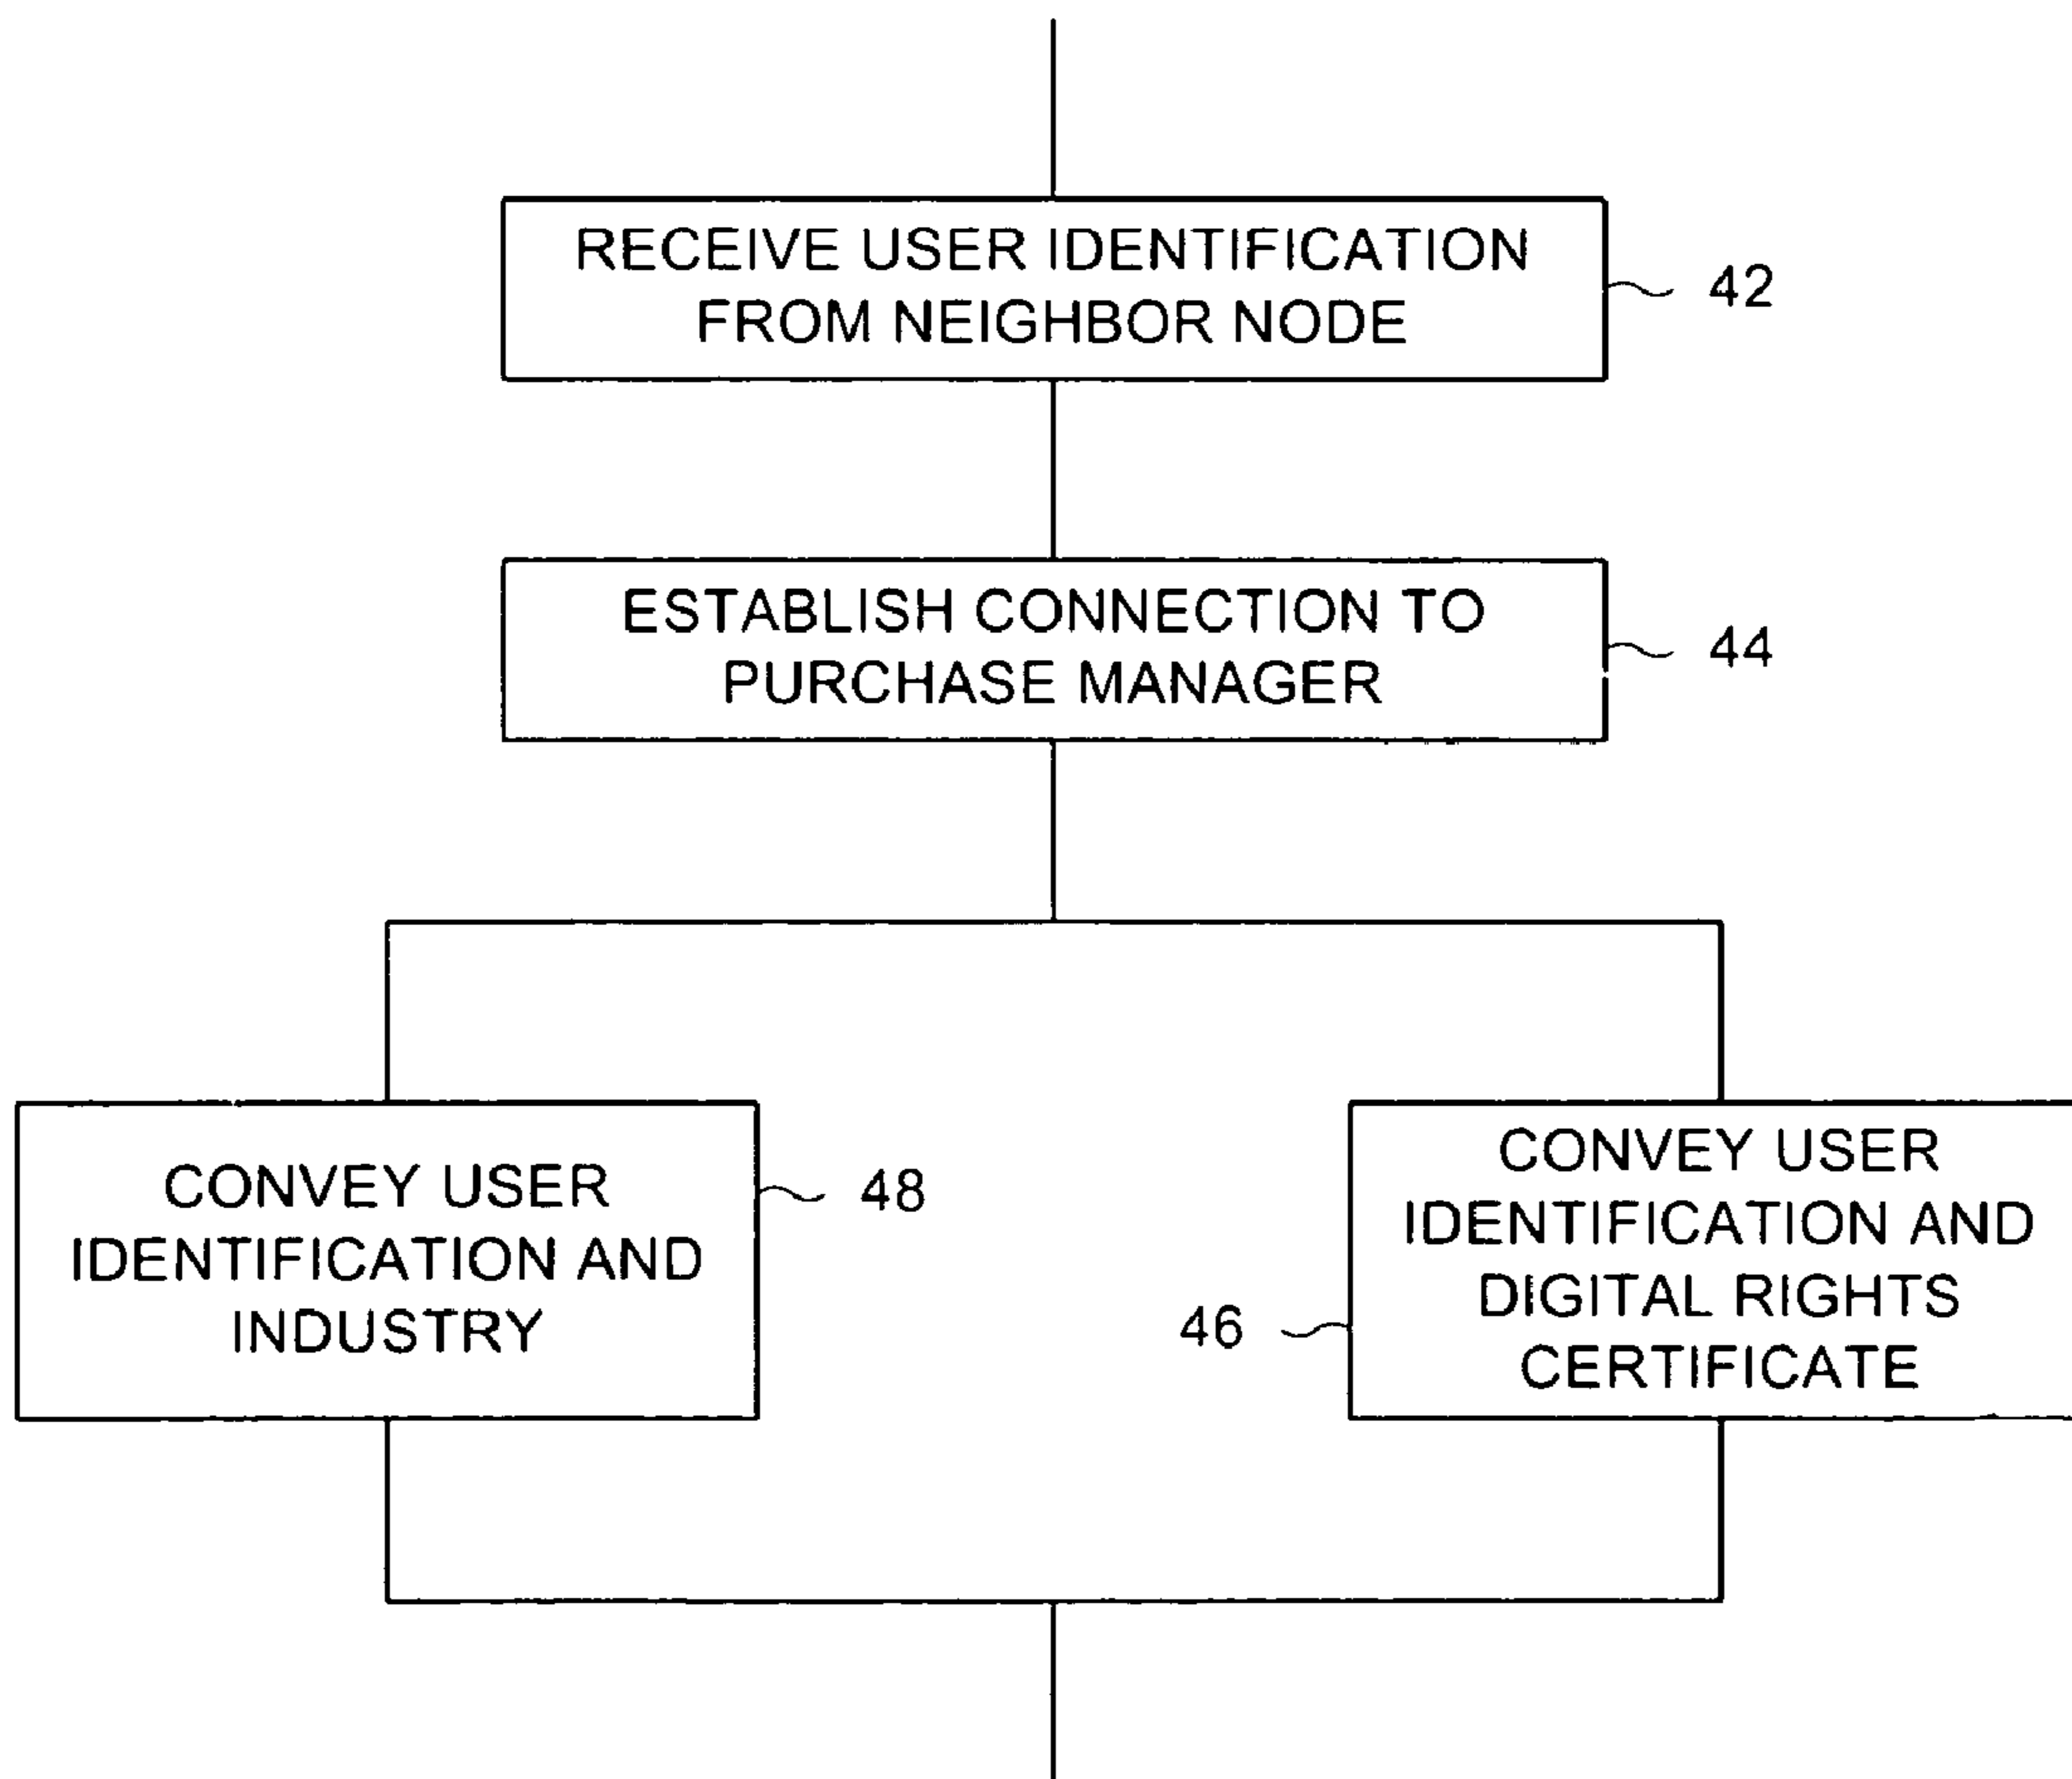 RECEIVE USER IDENTIFICATION
FROM NEIGHBOR NODE
42
ESTABLISH CONNECTION TO
PURCHASE MANAGER
44
CONVEY USER
IDENTIFICATION AND
INDUSTRY
48
CONVEY USER
IDENTIFICATION AND
DIGITAL RIGHTS
CERTIFICATE
46